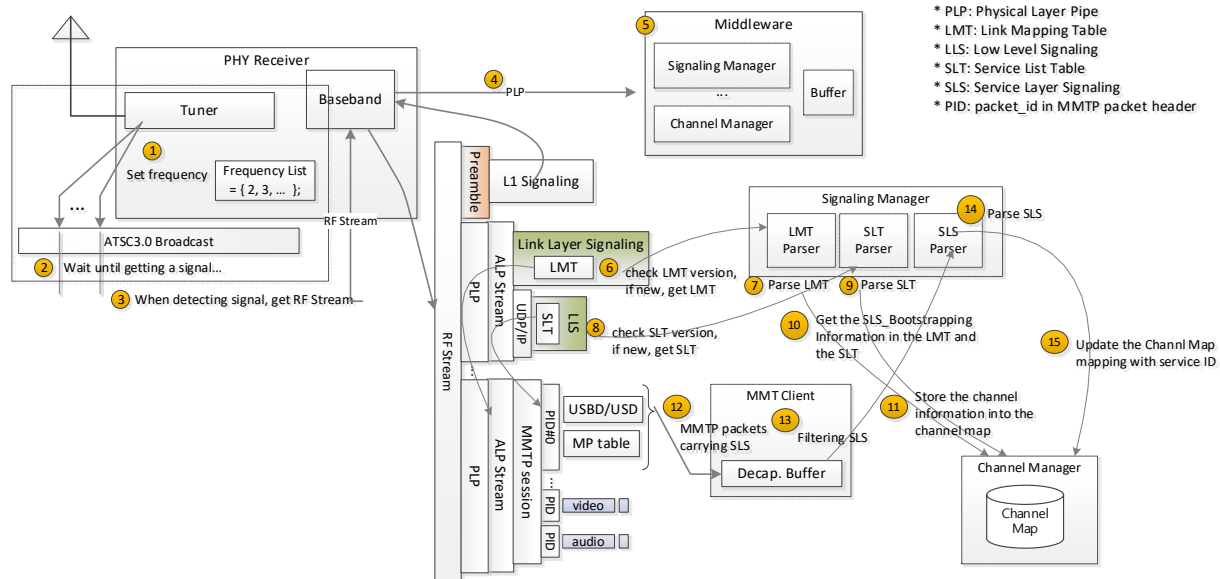 * PLP: Physical Layer Pipe
* LMT: Link Mapping Table
* LLS: Low Level Signaling
* SLT: Service List Table
* SLS: Service Layer Signaling
* PID: packet_id in MMTP packet header
PHY Receiver
Tuner
Baseband
1
Set frequency
Frequency List
= { 2, 3, ... };
...
RF Stream
ATSC3.0 Broadcast
2
Wait until getting a signal...
3
When detecting signal, get RF Stream
4
PLP
5
Middleware
Signaling Manager
...
Channel Manager
Buffer
RF Stream
Preamble
L1 Signaling
PLP
ALP Stream
Link Layer Signaling
LMT
6
check LMT version,
if new, get LMT
UDP/IP
SLT
LLS
8
check SLT version,
if new, get SLT
...
PLP
ALP Stream
MMTP session
PID#0
USBD/USD
MP table
...
PID
video
PID
audio
12
MMTP packets
carrying SLS
MMT Client
13
Filtering SLS
Decap. Buffer
Signaling Manager
LMT
Parser
SLT
Parser
SLS
Parser
14
Parse SLS
7
Parse LMT
9
Parse SLT
10
Get the SLS_Bootstrapping
Information in the LMT and
the SLT
15
Update the Channl Map
mapping with service ID
11
Store the channel
information into the
channel map
Channel Manager
Channel
Map